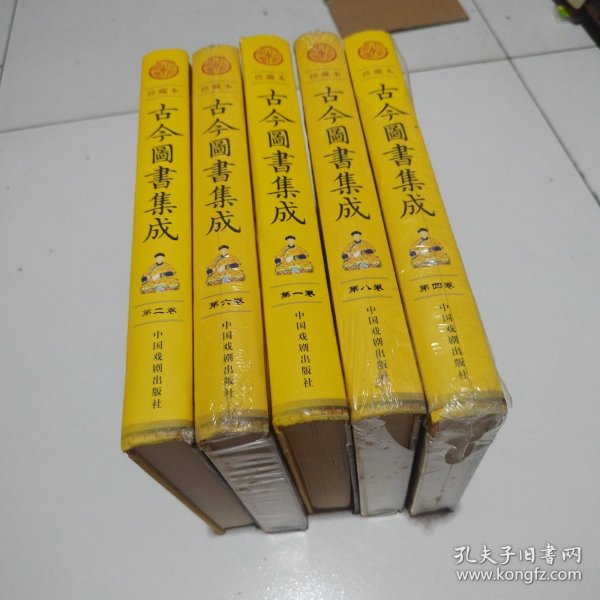 珍藏本
古今圖書集成
第二卷
中国戏剧出版社
珍藏本
古今圖書集成
第六卷
中国戏剧出版社
珍藏本
古今圖書集成
第一卷
中国戏剧出版社
珍藏本
古今圖書集成
第八卷
中国戏剧出版社
珍藏本
古今圖書集成
第四卷
中国戏剧出版社
孔夫子旧书网
www.kongfz.com